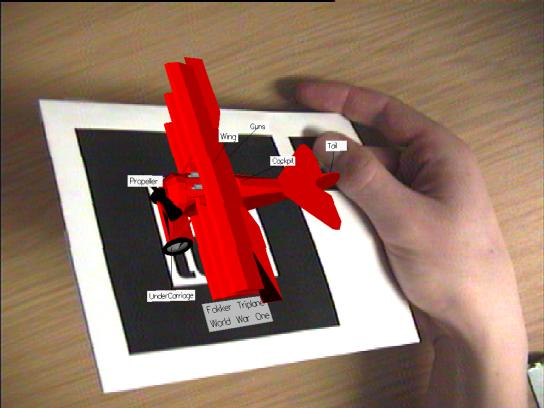 Guns
Wing
Tail
Cockpit
Propeller
UnderCarriage
Fokker Triplane
World War One